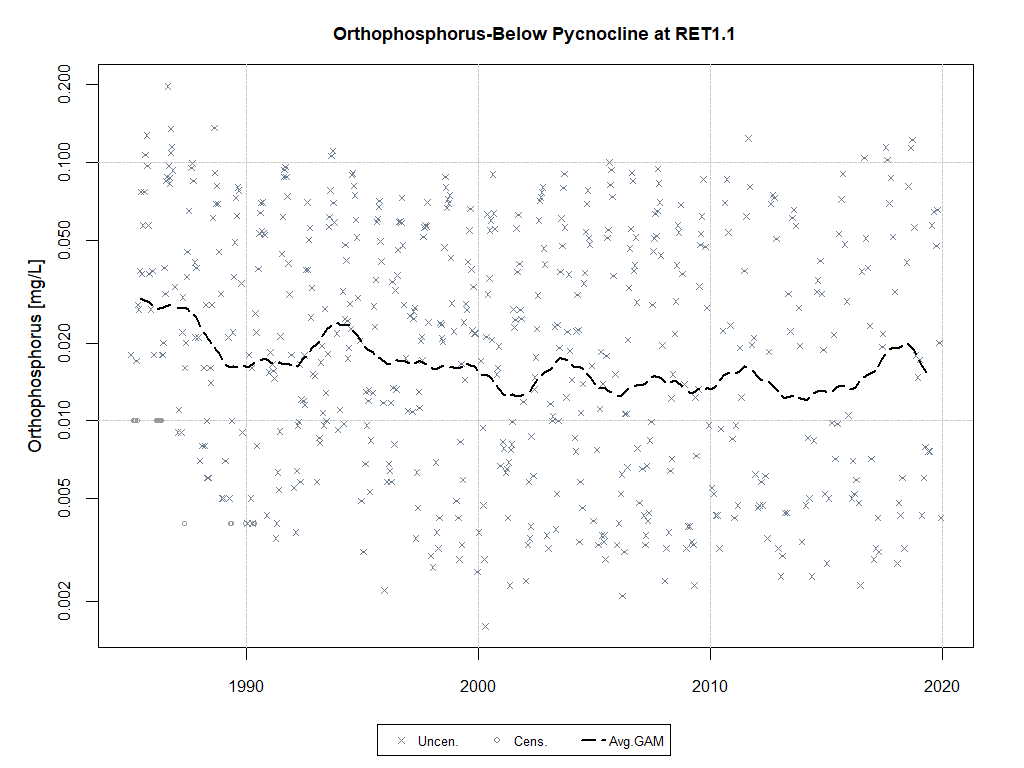 Orthophosphorus-Below Pycnocline at RET1.1
Orthophosphorus [mg/L]
0.200
0.100
0.050
0.020
0.010
0.005
0.002
1990 2000 2010 2020
Uncen. Cens. Avg.GAM